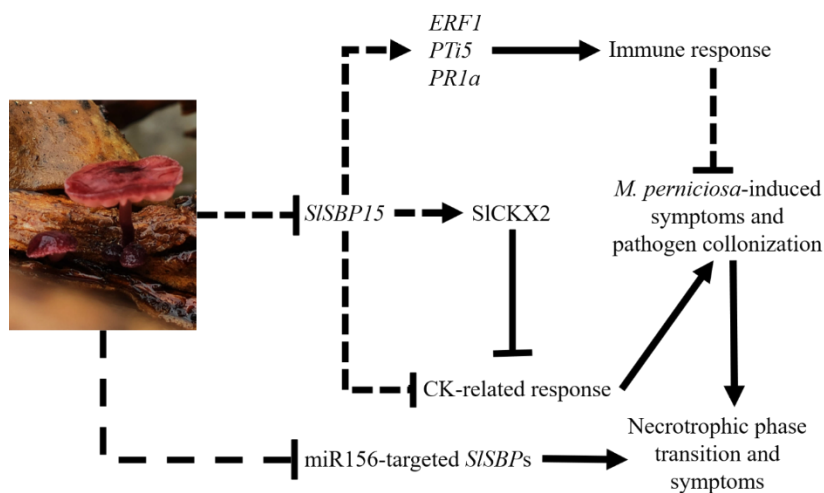 ERF1
PTi5
PR1a
Immune response
M. perniciosa-induced
symptoms and
pathogen collonization
SlSBP15
SlCKX2
CK-related response
Necrotrophic phase
transition and
symptoms
miR156-targeted SlSBPs